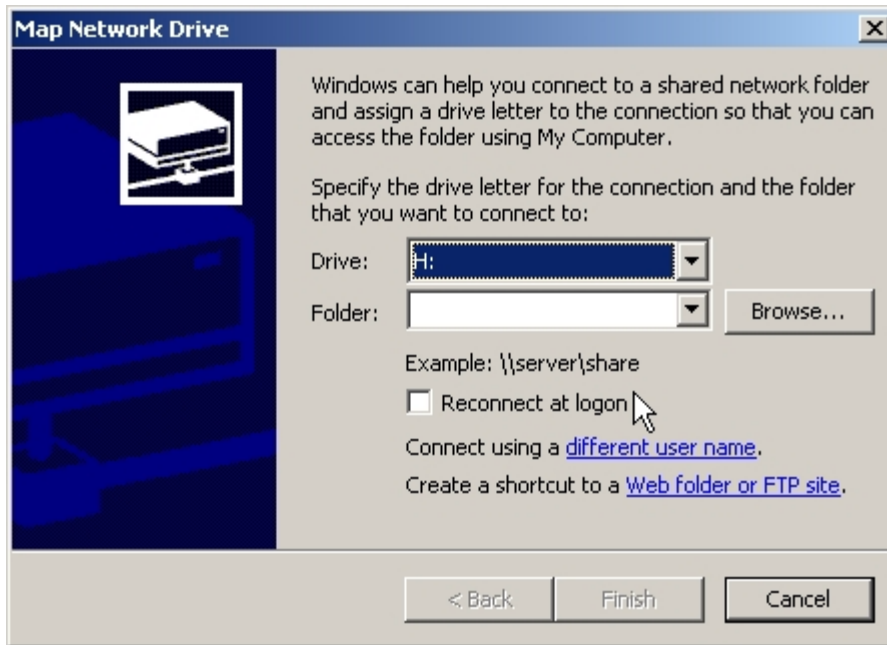 Map Network Drive
Windows can help you connect to a shared network folder
and assign a drive letter to the connection so that you can
access the folder using My Computer.
Specify the drive letter for the connection and the folder
that you want to connect to:
Drive: H:
Folder: Browse...
Example: \\server\share
Reconnect at logon
Connect using a different user name.
Create a shortcut to a Web folder or FTP site.
< Back Finish Cancel